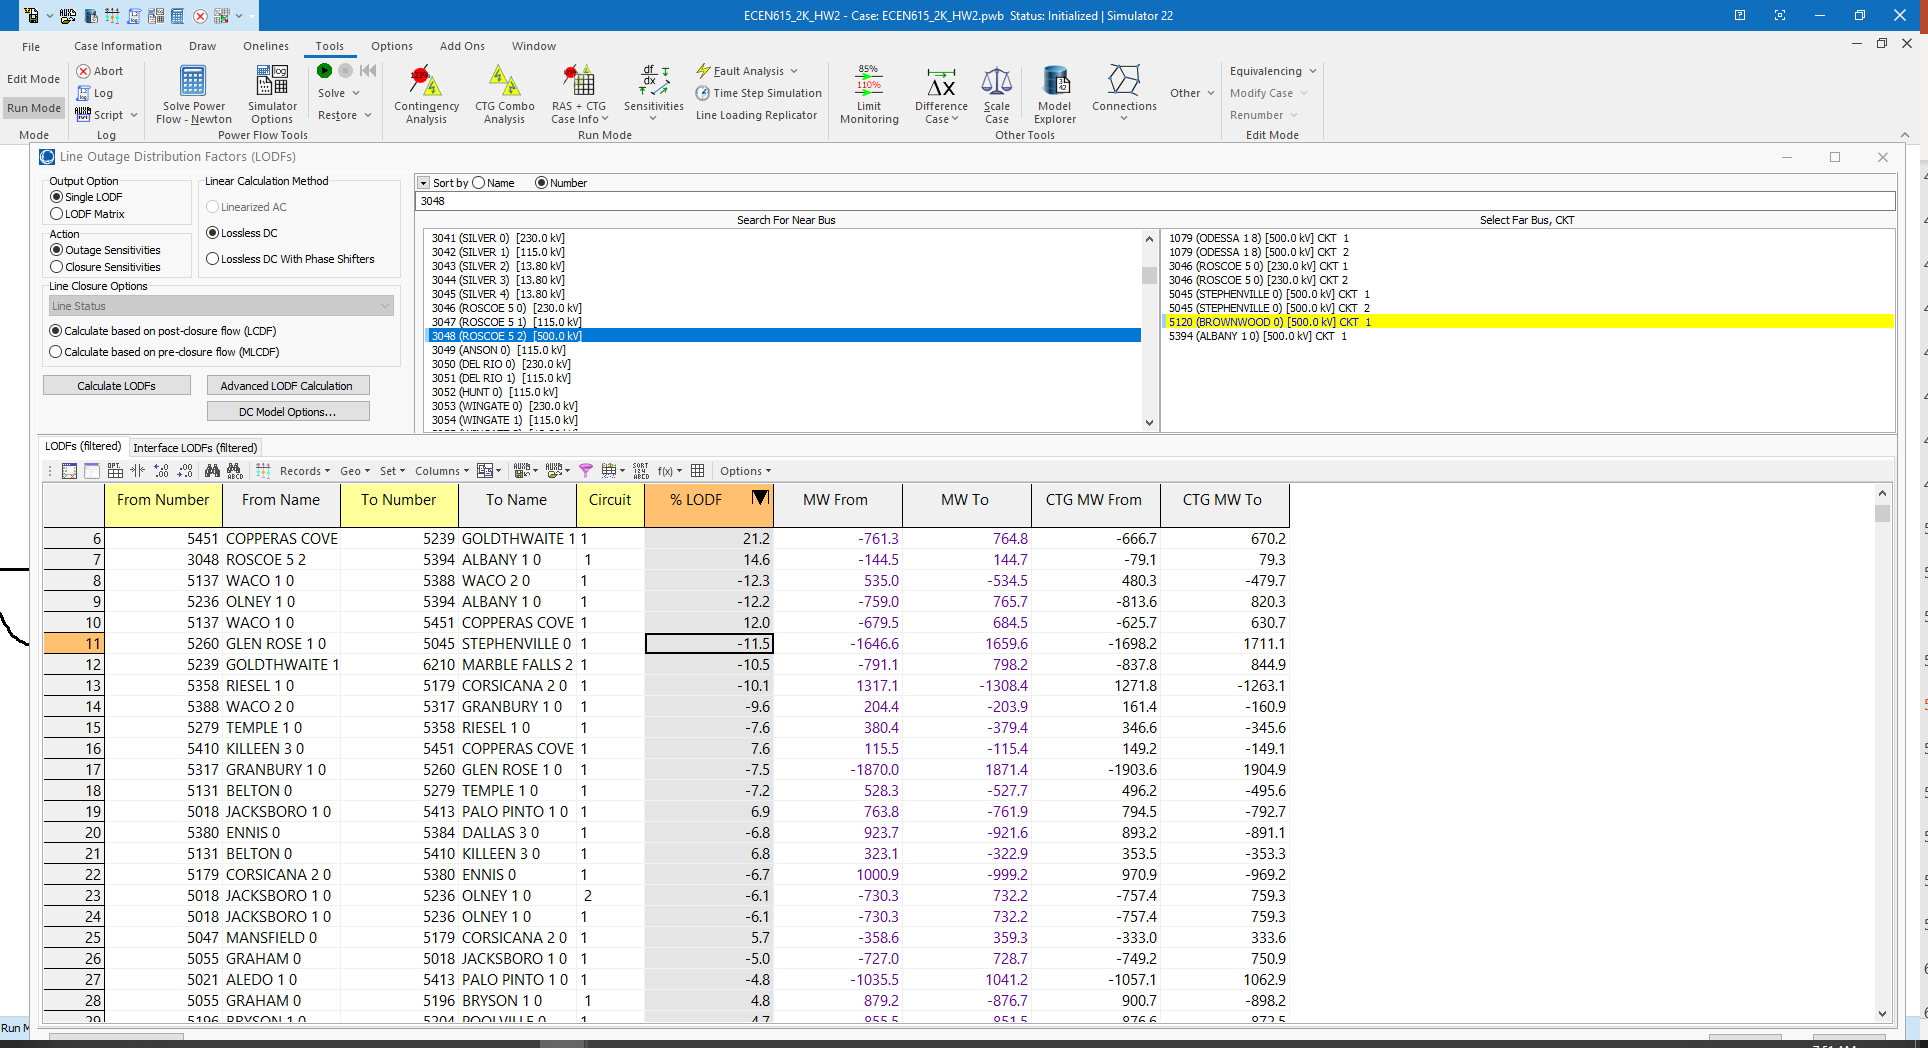 ECEN615_2K_HW2 - Case: ECEN615_2K_HW2.pwb Status: Initialized | Simulator 22
File Case Information Draw Onelines Tools Options Add Ons Window
Edit Mode
Run Mode
Mode
Abort
Log
Script
Log
Solve Power Flow - Newton
Simulator Options
Solve
Restore
Power Flow Tools
Contingency Analysis
CTG Combo Analysis
RAS + CTG Case Info
Sensitivities
Fault Analysis
Time Step Simulation
Line Loading Replicator
Run Mode
85%
110%
Limit Monitoring
Difference Case
Scale Case
Model Explorer
Connections
Other
Other Tools
Equivalencing
Modify Case
Renumber
Edit Mode
Line Outage Distribution Factors (LODFs)
Output Option
Single LODF
LODF Matrix
Action
Outage Sensitivities
Closure Sensitivities
Linear Calculation Method
Linearized AC
Lossless DC
Lossless DC With Phase Shifters
Line Closure Options
Line Status
Calculate based on post-closure flow (LCDF)
Calculate based on pre-closure flow (MLCDF)
Calculate LODFs
Advanced LODF Calculation
DC Model Options...
Sort by Name Number
3048
Search For Near Bus
3041 (SILVER 0) [230.0 kV]
3042 (SILVER 1) [115.0 kV]
3043 (SILVER 2) [13.80 kV]
3044 (SILVER 3) [13.80 kV]
3045 (SILVER 4) [13.80 kV]
3046 (ROSCOE 5 0) [230.0 kV]
3047 (ROSCOE 5 1) [115.0 kV]
3048 (ROSCOE 5 2) [500.0 kV]
3049 (ANSON 0) [115.0 kV]
3050 (DEL RIO 0) [230.0 kV]
3051 (DEL RIO 1) [115.0 kV]
3052 (HUNT 0) [115.0 kV]
3053 (WINGATE 0) [230.0 kV]
3054 (WINGATE 1) [115.0 kV]
Select Far Bus, CKT
1079 (ODESSA 1 8) [500.0 kV] CKT 1
1079 (ODESSA 1 8) [500.0 kV] CKT 2
3046 (ROSCOE 5 0) [230.0 kV] CKT 1
3046 (ROSCOE 5 0) [230.0 kV] CKT 2
5045 (STEPHENVILLE 0) [500.0 kV] CKT 1
5045 (STEPHENVILLE 0) [500.0 kV] CKT 2
5120 (BROWNWOOD 0) [500.0 kV] CKT 1
5394 (ALBANY 1 0) [500.0 kV] CKT 1
LODFs (filtered) Interface LODFs (filtered)
Records Geo Set Columns f(x) Options
From Number From Name To Number To Name Circuit % LODF MW From MW To CTG MW From CTG MW To
6 5451 COPPERAS COVE 5239 GOLDTHWAITE 1 1 21.2 -761.3 764.8 -666.7 670.2
7 3048 ROSCOE 5 2 5394 ALBANY 1 0 1 14.6 -144.5 144.7 -79.1 79.3
8 5137 WACO 1 0 5388 WACO 2 0 1 -12.3 535.0 -534.5 480.3 -479.7
9 5236 OLNEY 1 0 5394 ALBANY 1 0 1 -12.2 -759.0 765.7 -813.6 820.3
10 5137 WACO 1 0 5451 COPPERAS COVE 1 12.0 -679.5 684.5 -625.7 630.7
11 5260 GLEN ROSE 1 0 5045 STEPHENVILLE 0 1 -11.5 -1646.6 1659.6 -1698.2 1711.1
12 5239 GOLDTHWAITE 1 6210 MARBLE FALLS 2 1 -10.5 -791.1 798.2 -837.8 844.9
13 5358 RIESEL 1 0 5179 CORSICANA 2 0 1 -10.1 1317.1 -1308.4 1271.8 -1263.1
14 5388 WACO 2 0 5317 GRANBURY 1 0 1 -9.6 204.4 -203.9 161.4 -160.9
15 5279 TEMPLE 1 0 5358 RIESEL 1 0 1 -7.6 380.4 -379.4 346.6 -345.6
16 5410 KILLEEN 3 0 5451 COPPERAS COVE 1 7.6 115.5 -115.4 149.2 -149.1
17 5317 GRANBURY 1 0 5260 GLEN ROSE 1 0 1 -7.5 -1870.0 1871.4 -1903.6 1904.9
18 5131 BELTON 0 5279 TEMPLE 1 0 1 -7.2 528.3 -527.7 496.2 -495.6
19 5018 JACKSBORO 1 0 5413 PALO PINTO 1 0 1 6.9 763.8 -761.9 794.5 -792.7
20 5380 ENNIS 0 5384 DALLAS 3 0 1 -6.8 923.7 -921.6 893.2 -891.1
21 5131 BELTON 0 5410 KILLEEN 3 0 1 6.8 323.1 -322.9 353.5 -353.3
22 5179 CORSICANA 2 0 5380 ENNIS 0 1 -6.7 1000.9 -999.2 970.9 -969.2
23 5018 JACKSBORO 1 0 5236 OLNEY 1 0 2 -6.1 -730.3 732.2 -757.4 759.3
24 5018 JACKSBORO 1 0 5236 OLNEY 1 0 1 -6.1 -730.3 732.2 -757.4 759.3
25 5047 MANSFIELD 0 5179 CORSICANA 2 0 1 5.7 -358.6 359.3 -333.0 333.6
26 5055 GRAHAM 0 5018 JACKSBORO 1 0 1 -5.0 -727.0 728.7 -749.2 750.9
27 5021 ALEDO 1 0 5413 PALO PINTO 1 0 1 -4.8 -1035.5 1041.2 -1057.1 1062.9
28 5055 GRAHAM 0 5196 BRYSON 1 0 1 4.8 879.2 -876.7 900.7 -898.2
Run M